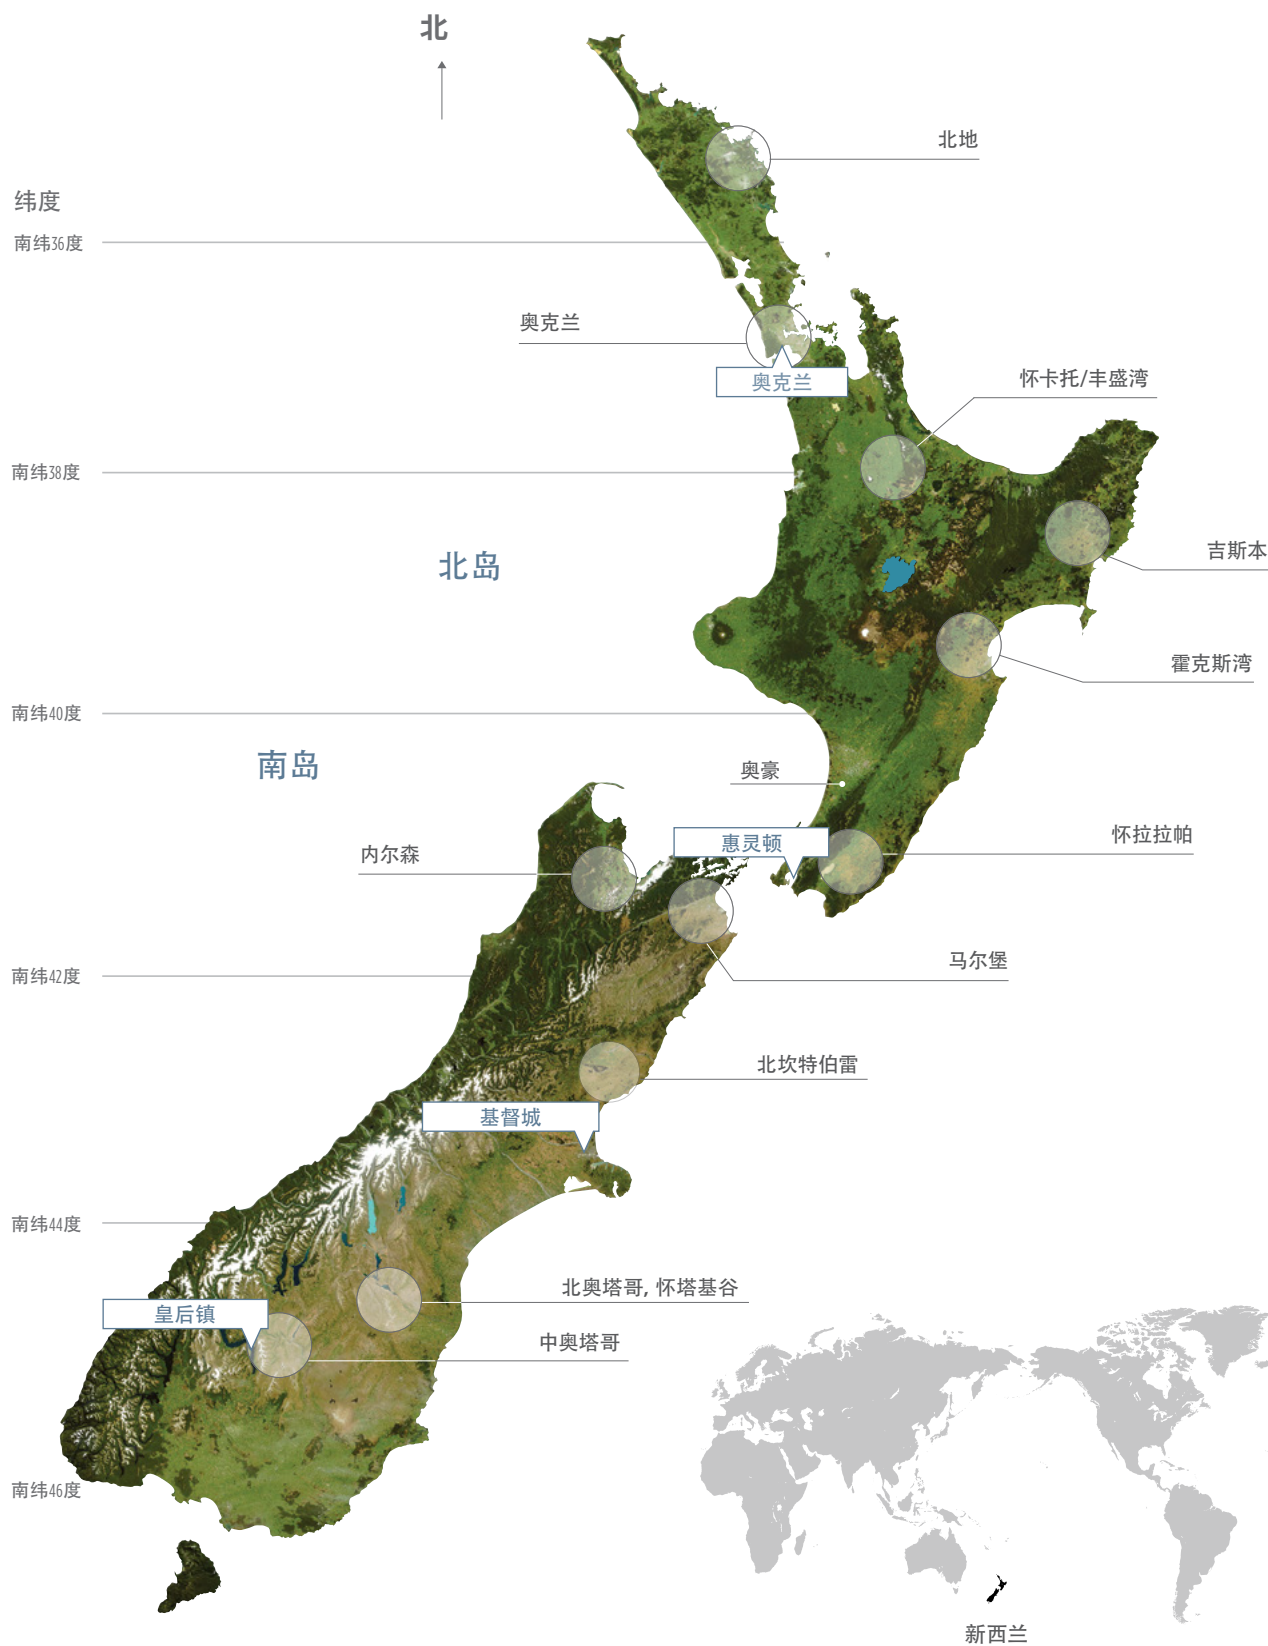 北
北地
纬度
南纬36度
奥克兰
奥克兰
怀卡托/丰盛湾
南纬38度
吉斯本
北岛
霍克斯湾
南纬40度
南岛
奥豪
怀拉拉帕
惠灵顿
内尔森
马尔堡
南纬42度
北坎特伯雷
基督城
南纬44度
北奥塔哥, 怀塔基谷
皇后镇
中奥塔哥
南纬46度
新西兰